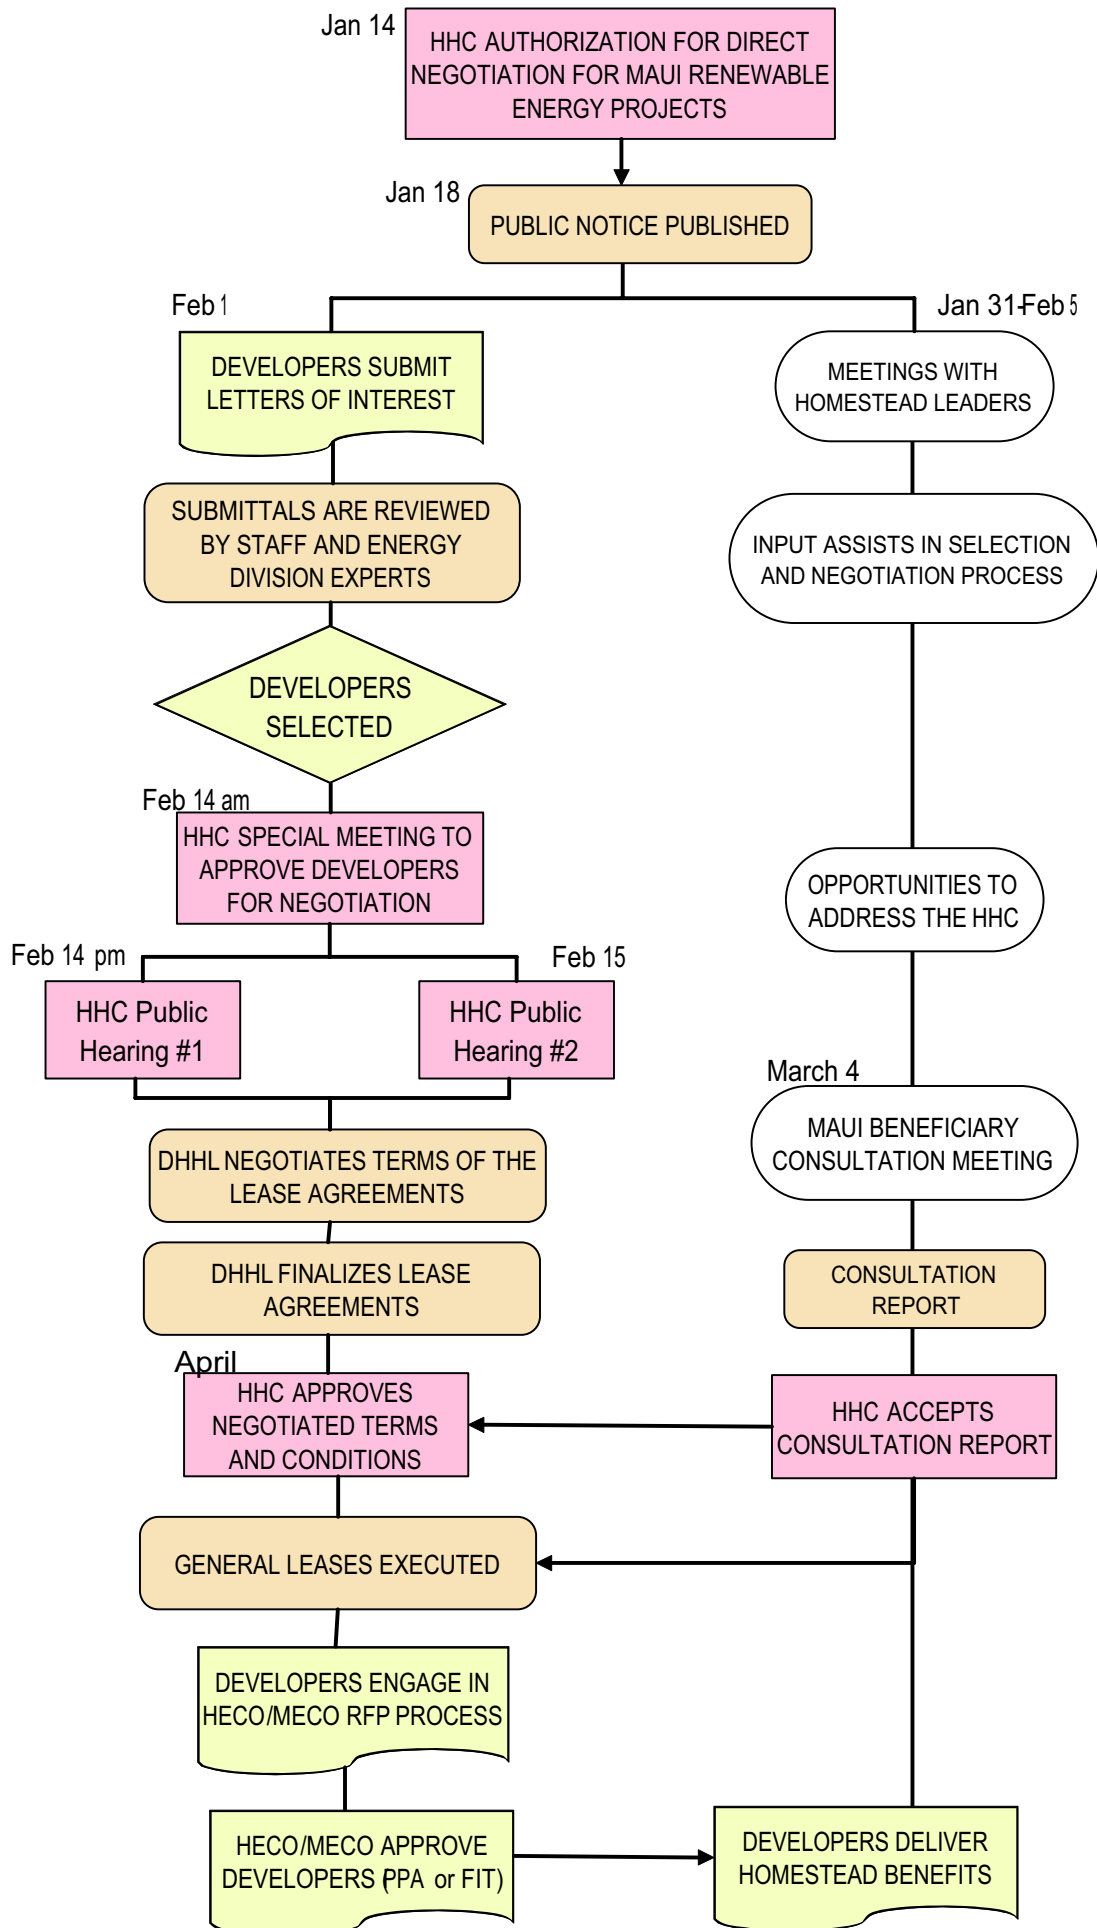 Jan 14
HHC AUTHORIZATION FOR DIRECT
NEGOTIATION FOR MAUI RENEWABLE
ENERGY PROJECTS
Jan 18
PUBLIC NOTICE PUBLISHED
Feb 1
DEVELOPERS SUBMIT
LETTERS OF INTEREST
Jan 31-Feb 5
MEETINGS WITH
HOMESTEAD LEADERS
SUBMITTALS ARE REVIEWED
BY STAFF AND ENERGY
DIVISION EXPERTS
INPUT ASSISTS IN SELECTION
AND NEGOTIATION PROCESS
DEVELOPERS
SELECTED
Feb 14 am
HHC SPECIAL MEETING TO
APPROVE DEVELOPERS
FOR NEGOTIATION
OPPORTUNITIES TO
ADDRESS THE HHC
Feb 14 pm
HHC Public
Hearing #1
Feb 15
HHC Public
Hearing #2
March 4
MAUI BENEFICIARY
CONSULTATION MEETING
DHHL NEGOTIATES TERMS OF THE
LEASE AGREEMENTS
DHHL FINALIZES LEASE
AGREEMENTS
CONSULTATION
REPORT
April
HHC APPROVES
NEGOTIATED TERMS
AND CONDITIONS
HHC ACCEPTS
CONSULTATION REPORT
GENERAL LEASES EXECUTED
DEVELOPERS ENGAGE IN
HECO/MECO RFP PROCESS
HECO/MECO APPROVE
DEVELOPERS (PPA or FIT)
DEVELOPERS DELIVER
HOMESTEAD BENEFITS